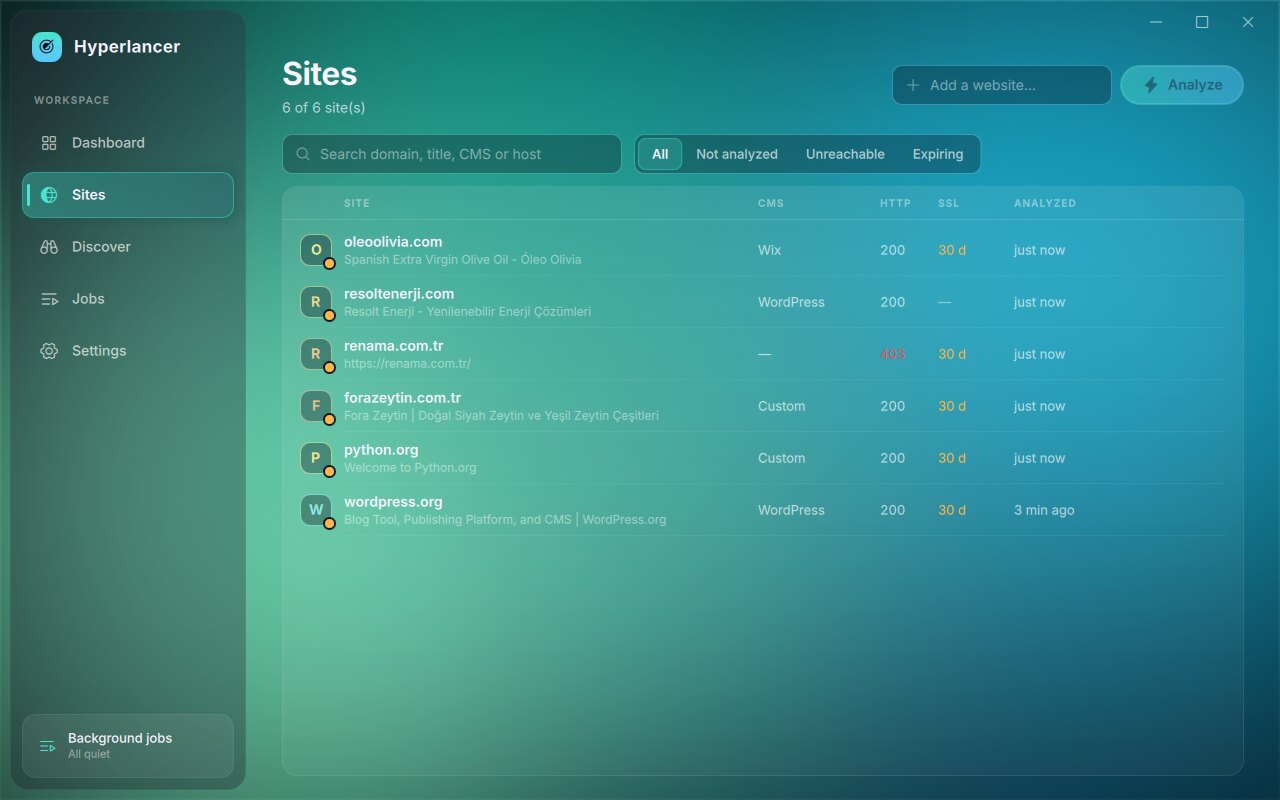 Hyperlancer
WORKSPACE
Dashboard
Sites
Discover
Jobs
Settings
Background jobs
All quiet
Sites
6 of 6 site(s)
Add a website...
Analyze
Search domain, title, CMS or host
All Not analyzed Unreachable Expiring
SITE CMS HTTP SSL ANALYZED
O oleoolivia.com Wix 200 30 d just now
Spanish Extra Virgin Olive Oil - Óleo Olivia
R resoltenerji.com WordPress 200 — just now
Resolt Enerji - Yenilenebilir Enerji Çözümleri
R renama.com.tr — 403 30 d just now
https://renama.com.tr/
F forazeytin.com.tr Custom 200 30 d just now
Fora Zeytin | Doğal Siyah Zeytin ve Yeşil Zeytin Çeşitleri
P python.org Custom 200 30 d just now
Welcome to Python.org
W wordpress.org WordPress 200 30 d 3 min ago
Blog Tool, Publishing Platform, and CMS | WordPress.org